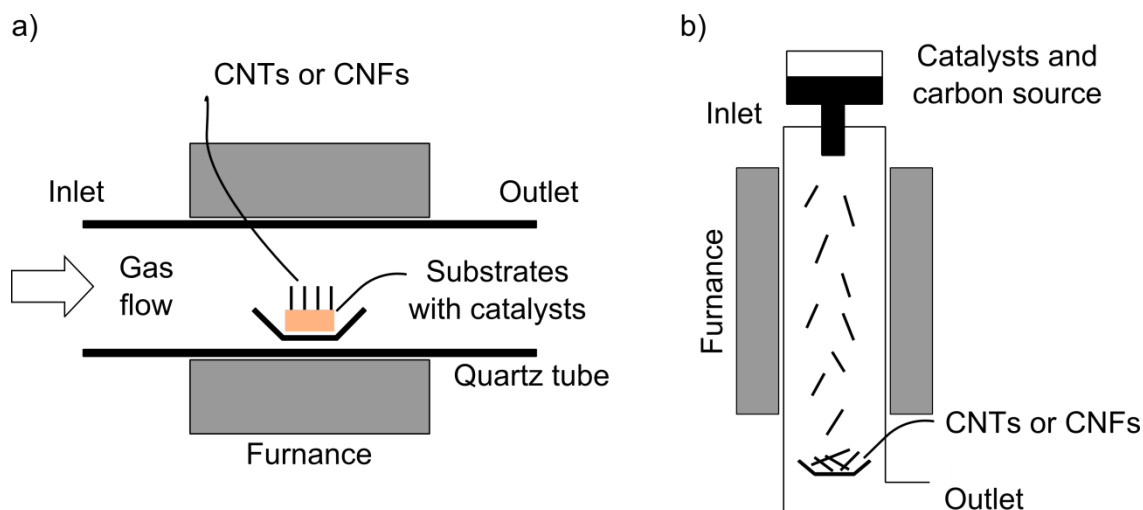 a)
CNTs or CNFs
Inlet
Outlet
Gas
flow
Substrates
with catalysts
Quartz tube
Furnance
b)
Catalysts and
carbon source
Inlet
Furnance
CNTs or CNFs
Outlet